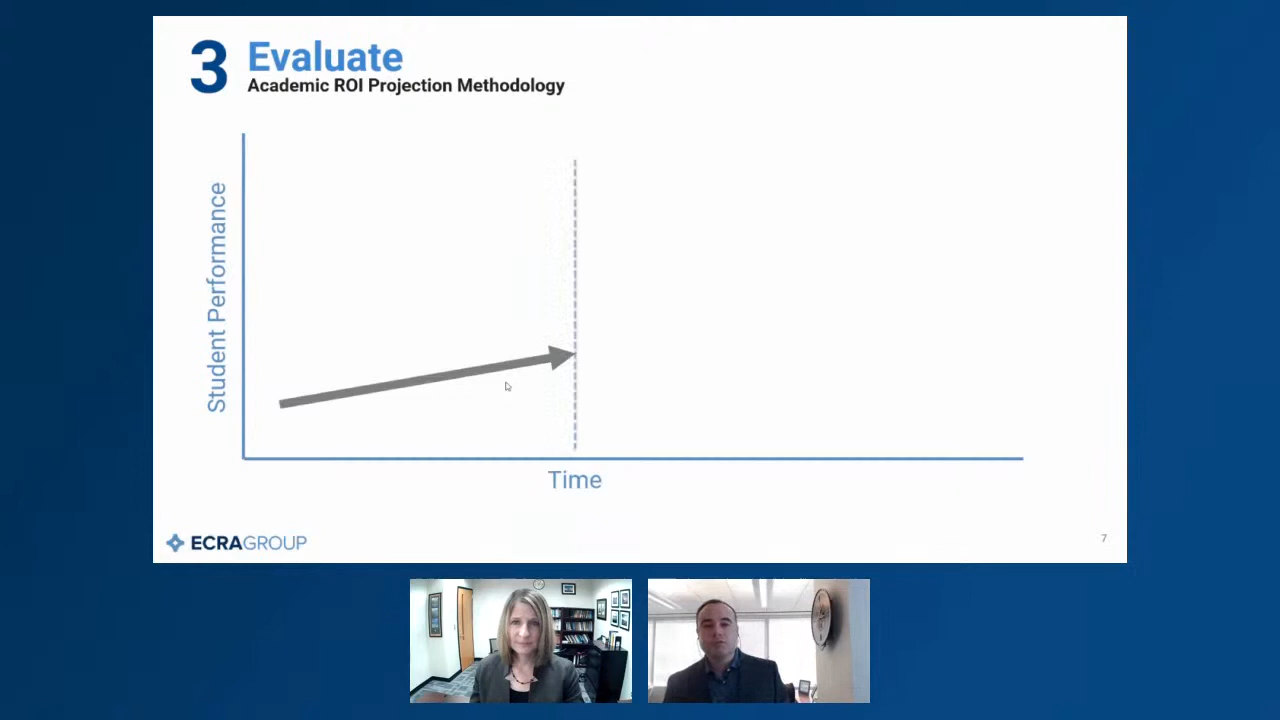 3 Evaluate
Academic ROI Projection Methodology
Student Performance
Time
ECRAGROUP
7